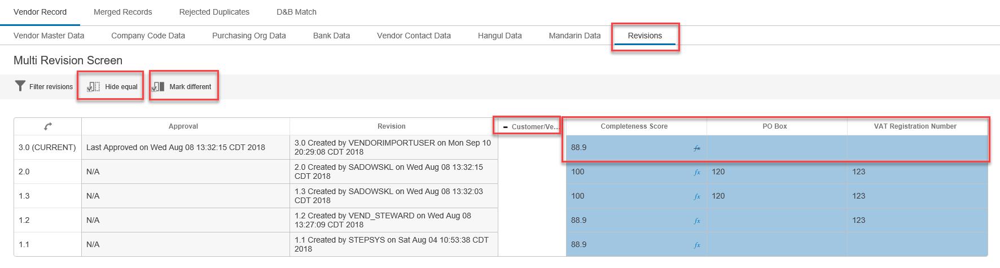 Vendor Record Merged Records Rejected Duplicates D&B Match
Vendor Master Data Company Code Data Purchasing Org Data Bank Data Vendor Contact Data Hangul Data Mandarin Data Revisions
Multi Revision Screen
Filter revisions Hide equal Mark different
Approval Revision Customer/Ve... Completeness Score PO Box VAT Registration Number
3.0 (CURRENT) Last Approved on Wed Aug 08 13:32:15 CDT 2018 3.0 Created by VENDORIMPORTUSER on Mon Sep 10 88.9 fx
20:29:08 CDT 2018
2.0 N/A 2.0 Created by SADOWSKL on Wed Aug 08 13:32:15 100 fx 120 123
CDT 2018
1.3 N/A 1.3 Created by SADOWSKL on Wed Aug 08 13:32:03 100 fx 120 123
CDT 2018
1.2 N/A 1.2 Created by VEND_STEWARD on Wed Aug 08 88.9 fx 123
13:27:09 CDT 2018
1.1 N/A 1.1 Created by STEPSYS on Sat Aug 04 10:53:38 CDT 88.9 fx
2018